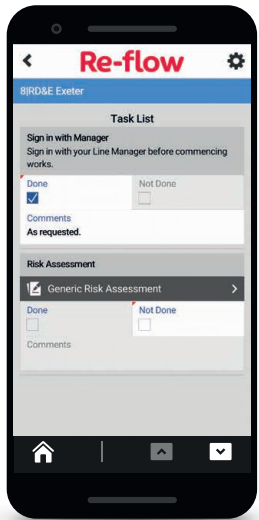 Re-flow
8|RD&E Exeter
Task List
Sign in with Manager
Sign in with your Line Manager before commencing
works.
Done
Not Done
Comments
As requested.
Risk Assessment
Generic Risk Assessment
Done
Not Done
Comments